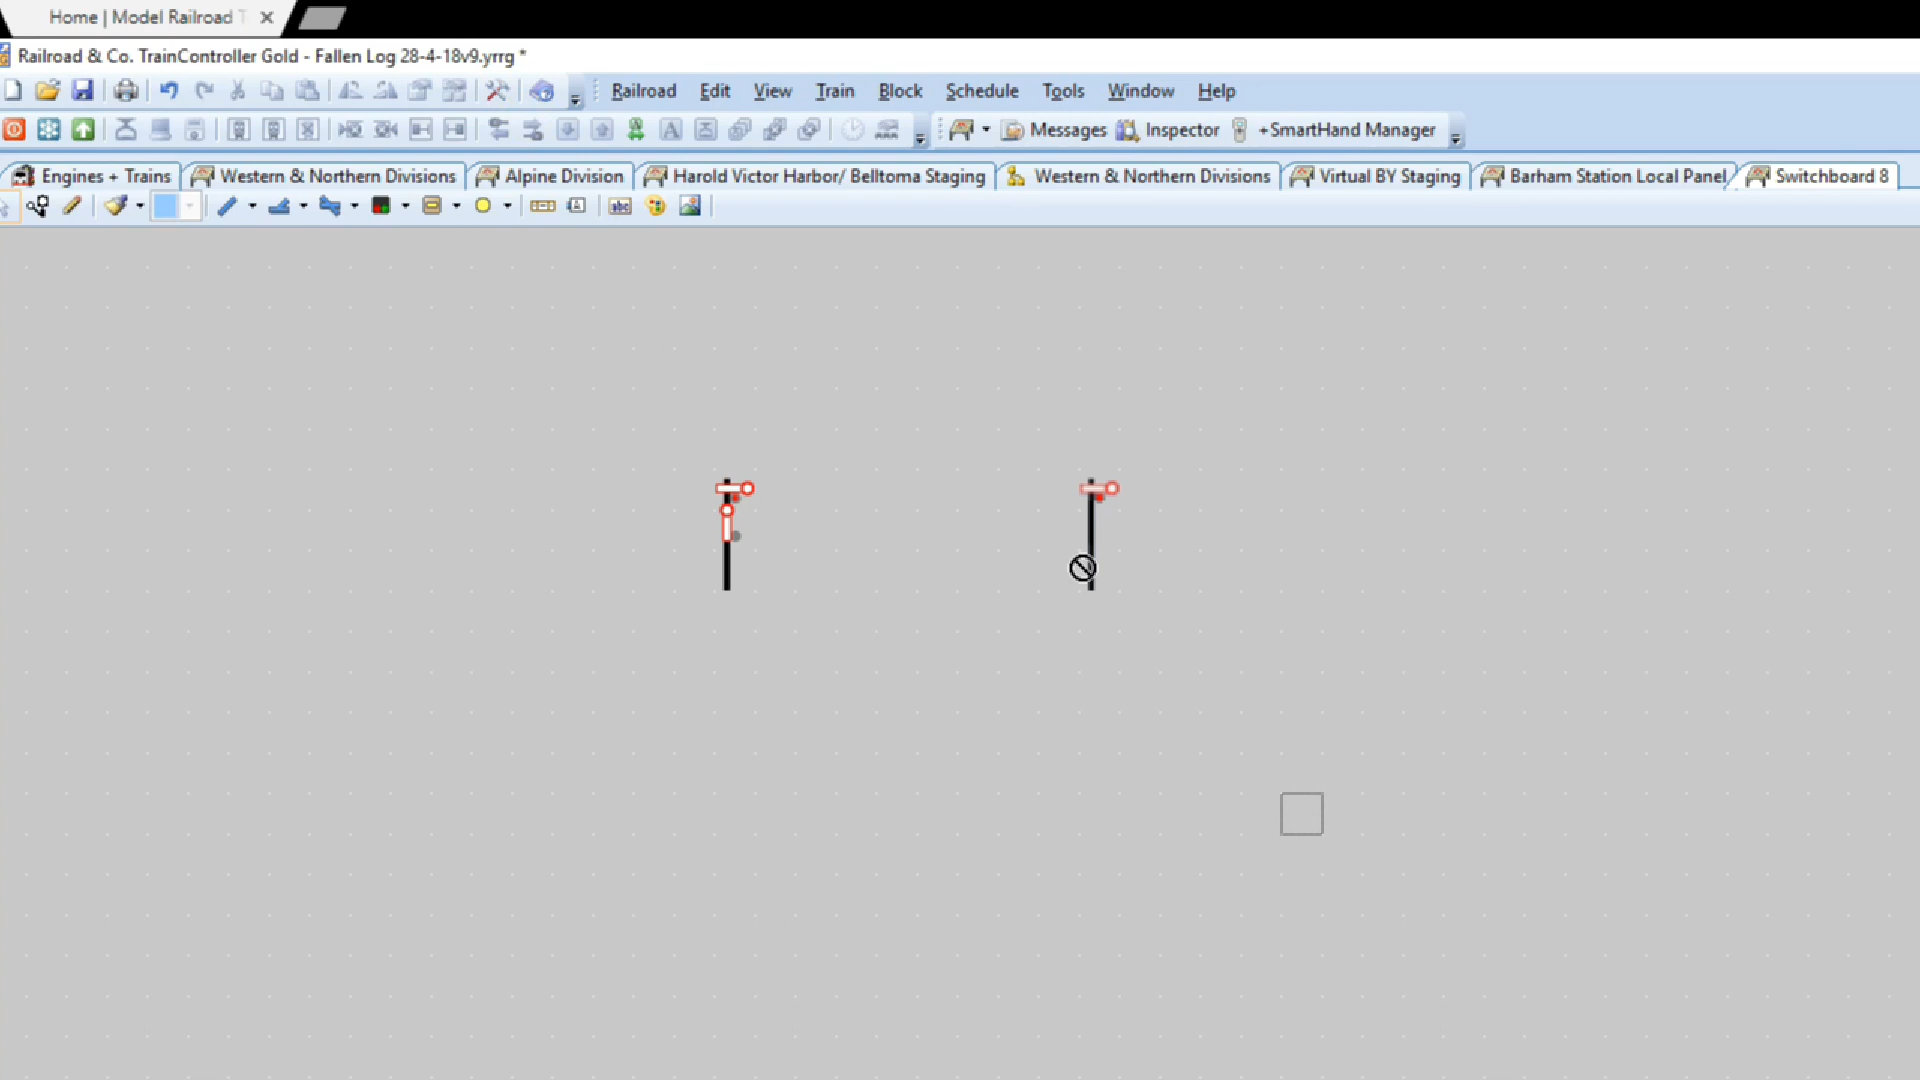 Home | Model Railroad T
Railroad & Co. TrainController Gold - Fallen Log 28-4-18v9.yrrg *
Railroad Edit View Train Block Schedule Tools Window Help
Messages Inspector +SmartHand Manager
Engines + Trains Western & Northern Divisions Alpine Division Harold Victor Harbor/ Belltoma Staging Western & Northern Divisions Virtual BY Staging Barham Station Local Panel Switchboard 8
abc